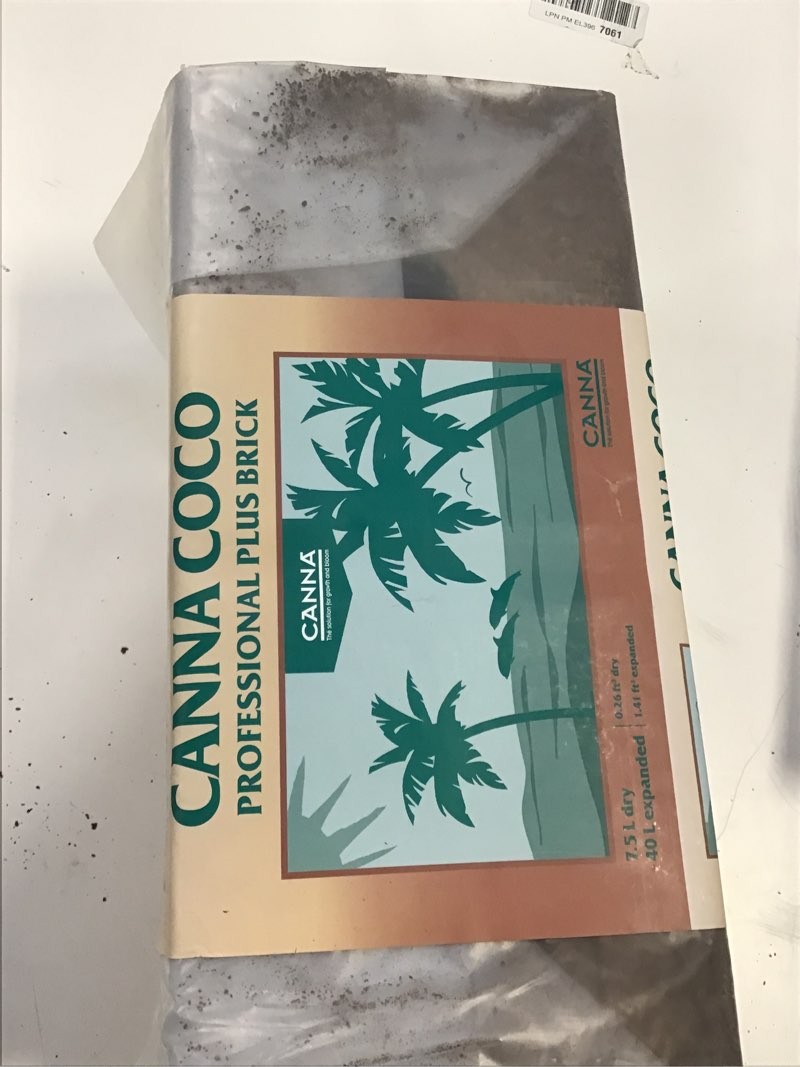 LPN PM EL396 7061
CANNA COCO
PROFESSIONAL PLUS BRICK
CANNA
The solution for growth and bloom
CANNA
The solution for growth and bloom
7.5 L dry 0.26 ft³ dry
40 L expanded 1.41 ft³ expanded
CANNA COCO